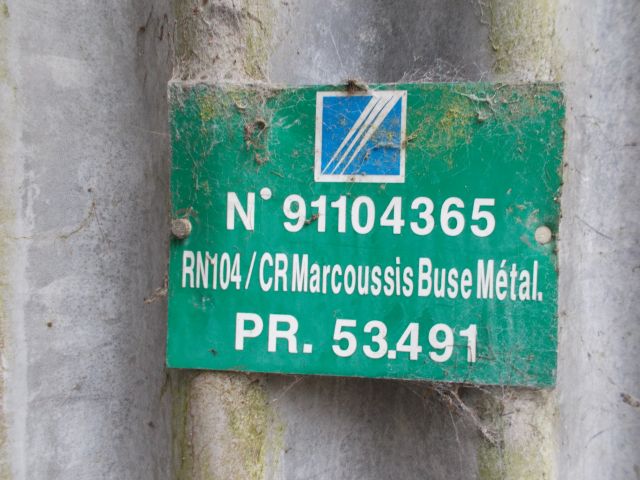 N° 91104365
RN104 / CR Marcoussis Buse Métal.
PR. 53.491